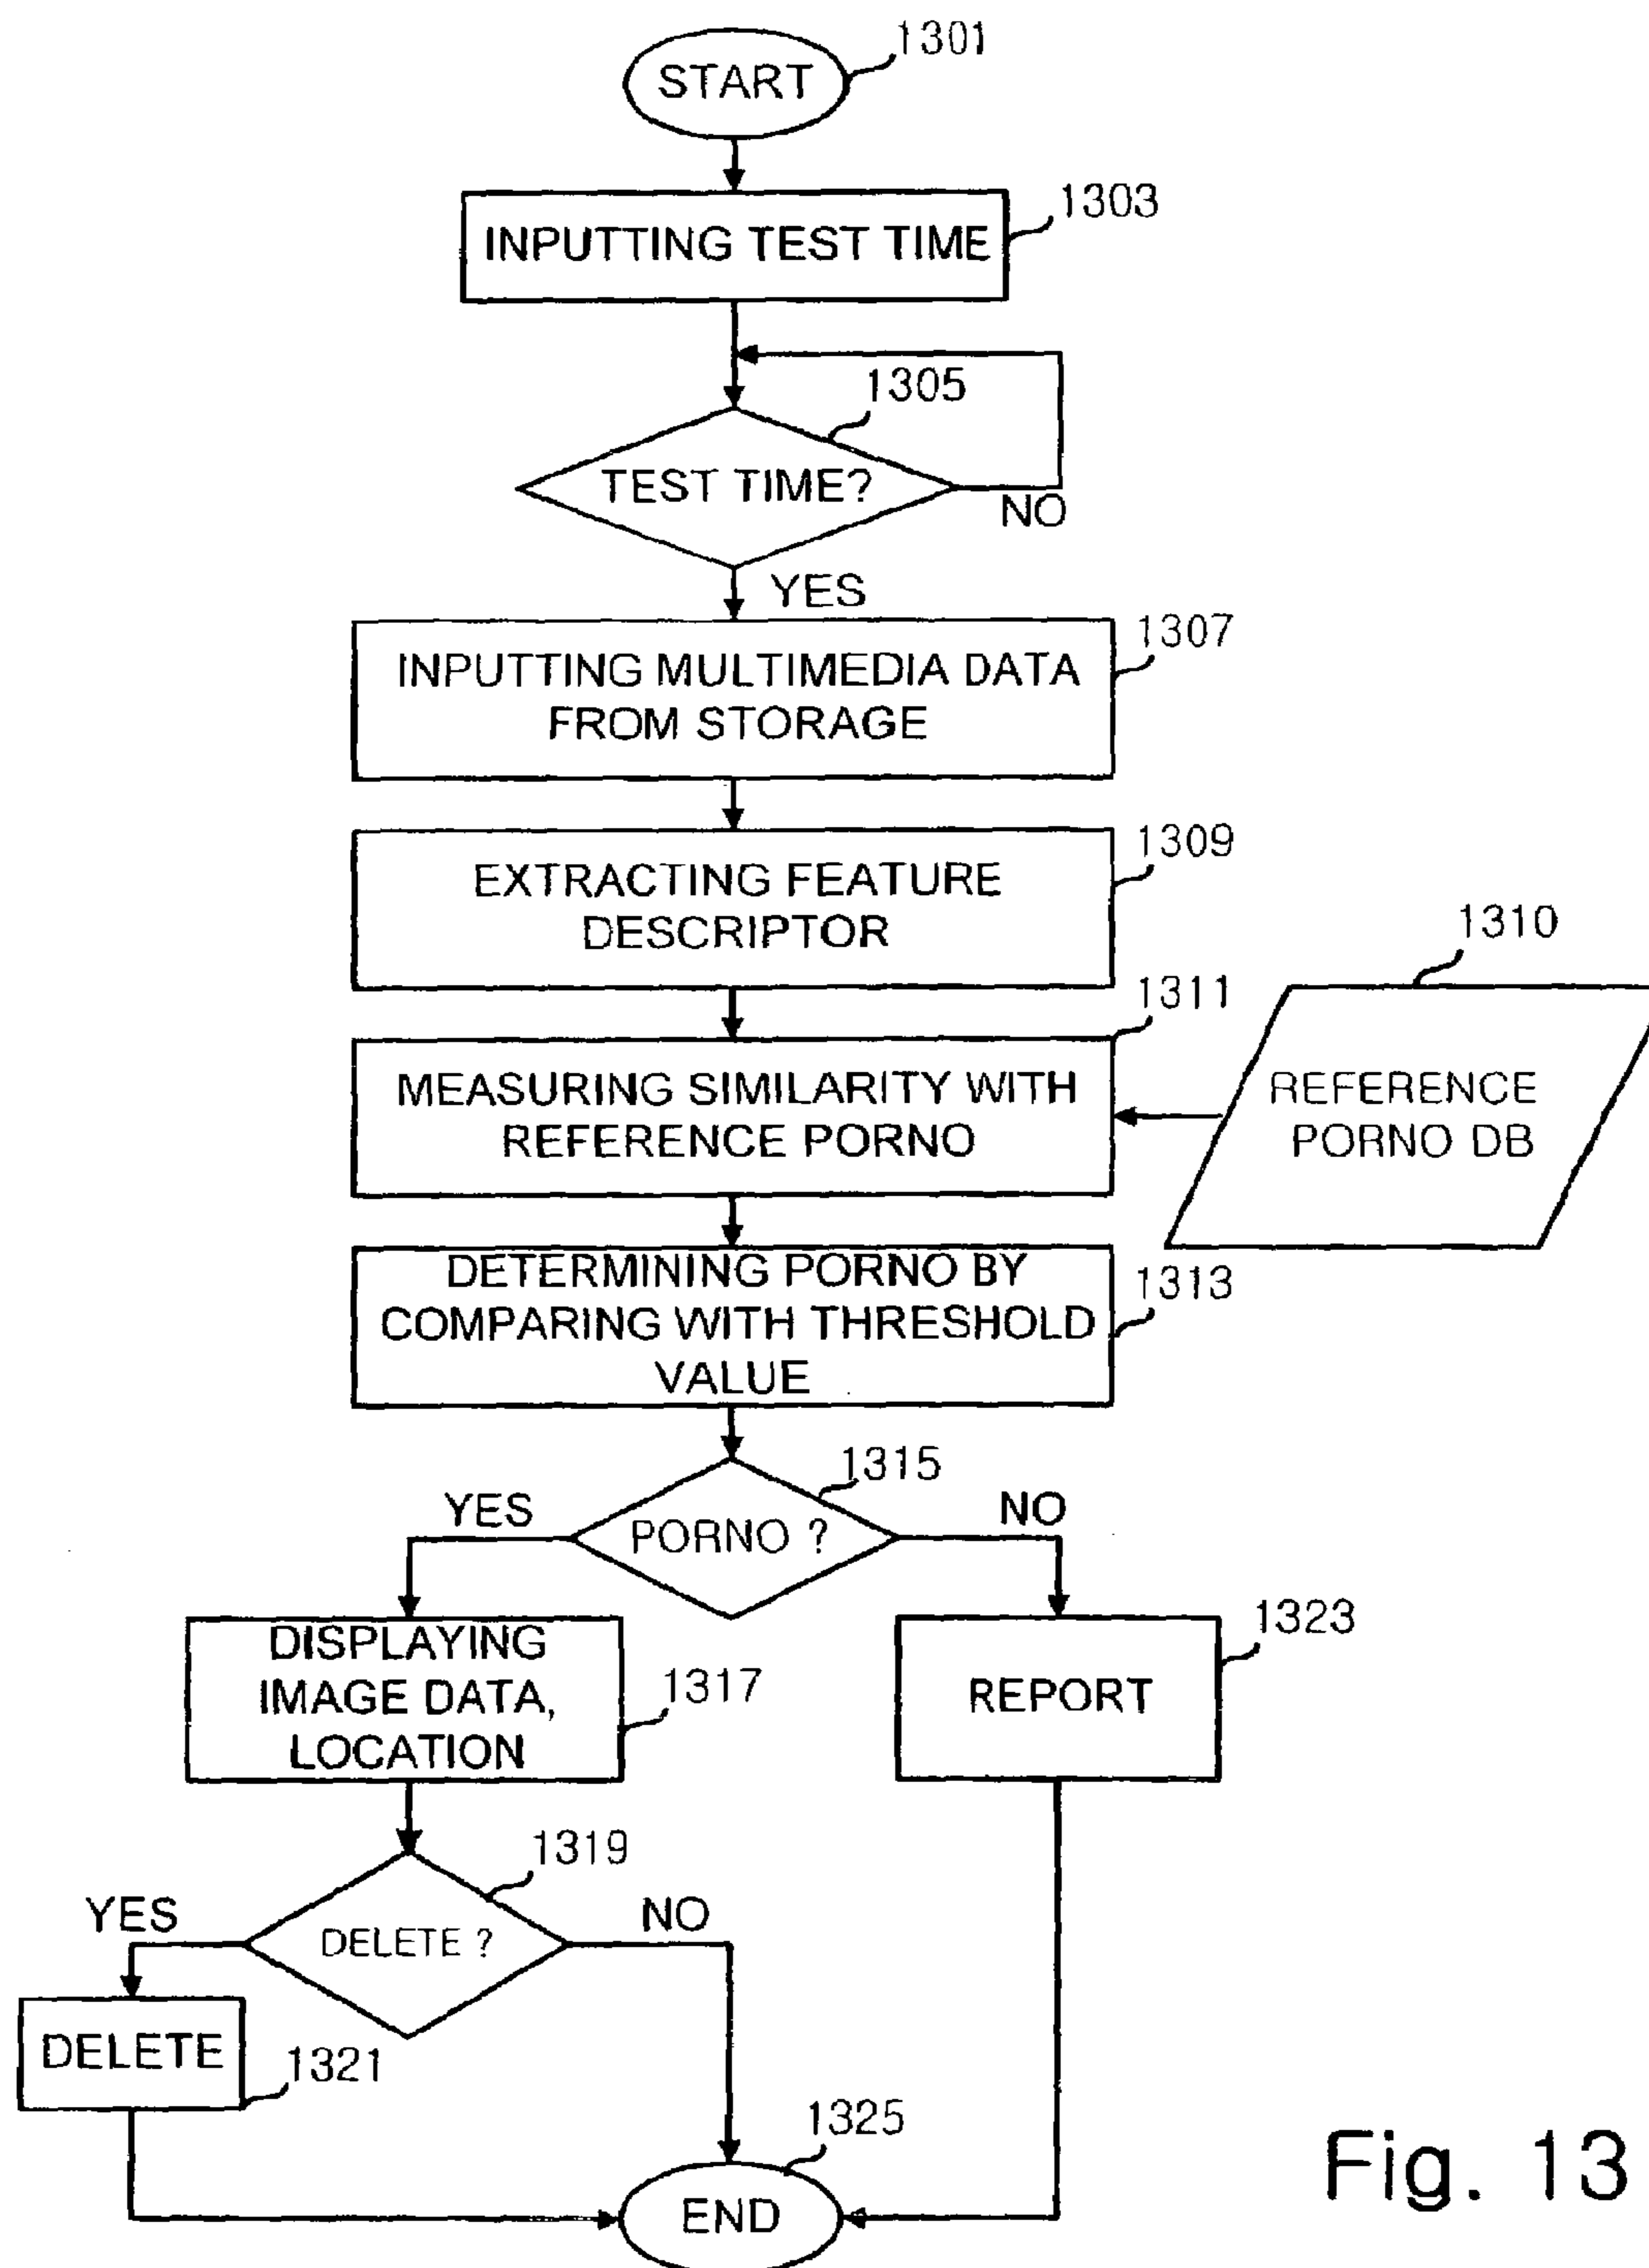 1301
START
1303
INPUTTING TEST TIME
1305
TEST TIME?
NO
YES
1307
INPUTTING MULTIMEDIA DATA
FROM STORAGE
1309
EXTRACTING FEATURE
DESCRIPTOR
1310
1311
MEASURING SIMILARITY WITH
REFERENCE PORNO
REFERENCE
PORNO DB
DETERMINING PORNO BY
COMPARING WITH THRESHOLD
VALUE
1313
1315
YES
NO
PORNO ?
DISPLAYING
IMAGE DATA,
LOCATION
1317
1323
REPORT
1319
YES
NO
DELETE ?
DELETE
1321
1325
END
Fig. 13